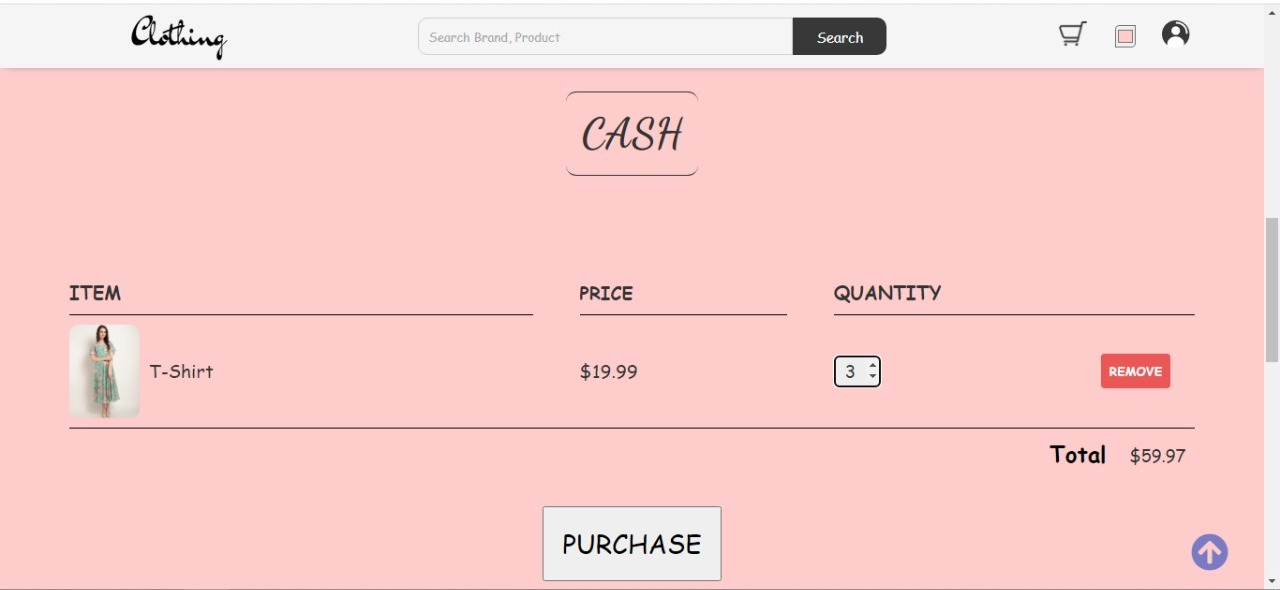 Clothing
Search Brand, Product
Search
CASH
ITEM PRICE QUANTITY
T-Shirt $19.99 3 REMOVE
Total $59.97
PURCHASE